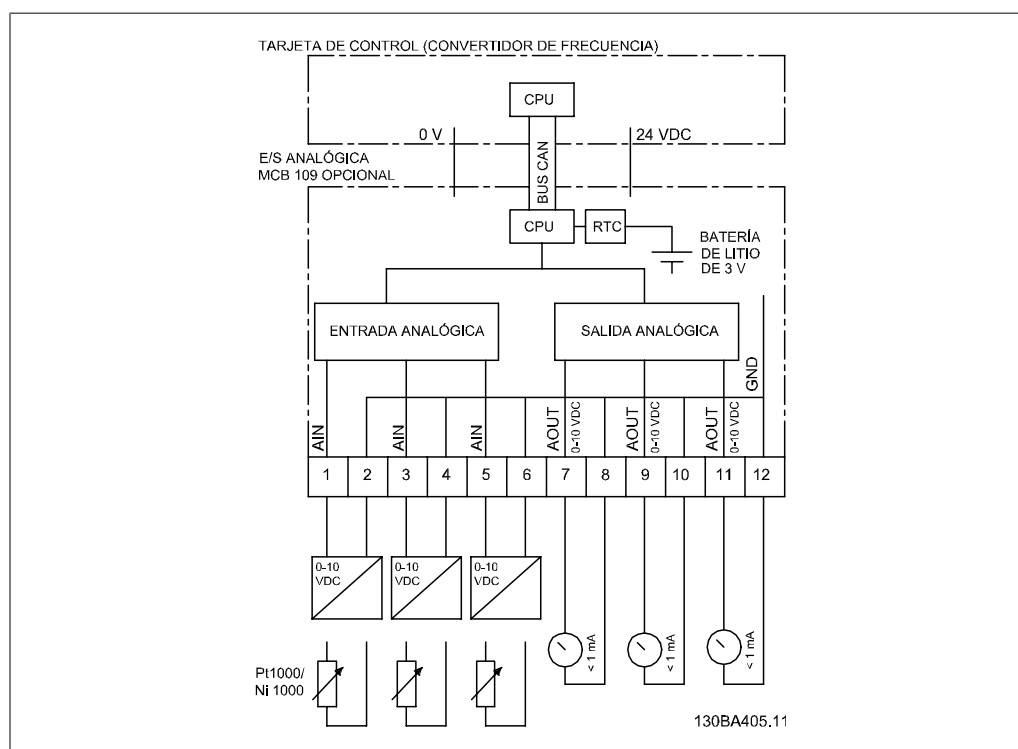 TARJETA DE CONTROL (CONVERTIDOR DE FRECUENCIA)
CPU
0 V
24 VDC
E/S ANALÓGICA
MCB 109 OPCIONAL
BUS CAN
CPU
RTC
BATERÍA
DE LITIO
DE 3 V
ENTRADA ANALÓGICA
SALIDA ANALÓGICA
GND
AIN
AIN
AIN
AOUT
0-10 VDC
AOUT
0-10 VDC
AOUT
0-10 VDC
1 2 3 4 5 6 7 8 9 10 11 12
0-10
VDC
0-10
VDC
0-10
VDC
< 1 mA
< 1 mA
< 1 mA
Pt1000/
Ni 1000
130BA405.11